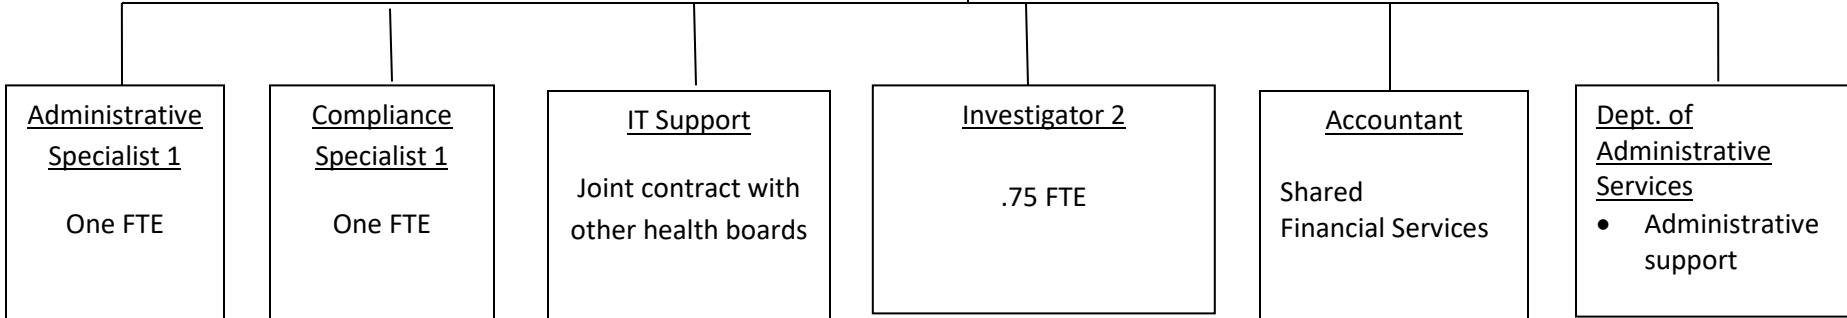 Administrative
Specialist 1
One FTE
Compliance
Specialist 1
One FTE
IT Support
Joint contract with
other health boards
Investigator 2
.75 FTE
Accountant
Shared
Financial Services
Dept. of
Administrative
Services
• Administrative
support